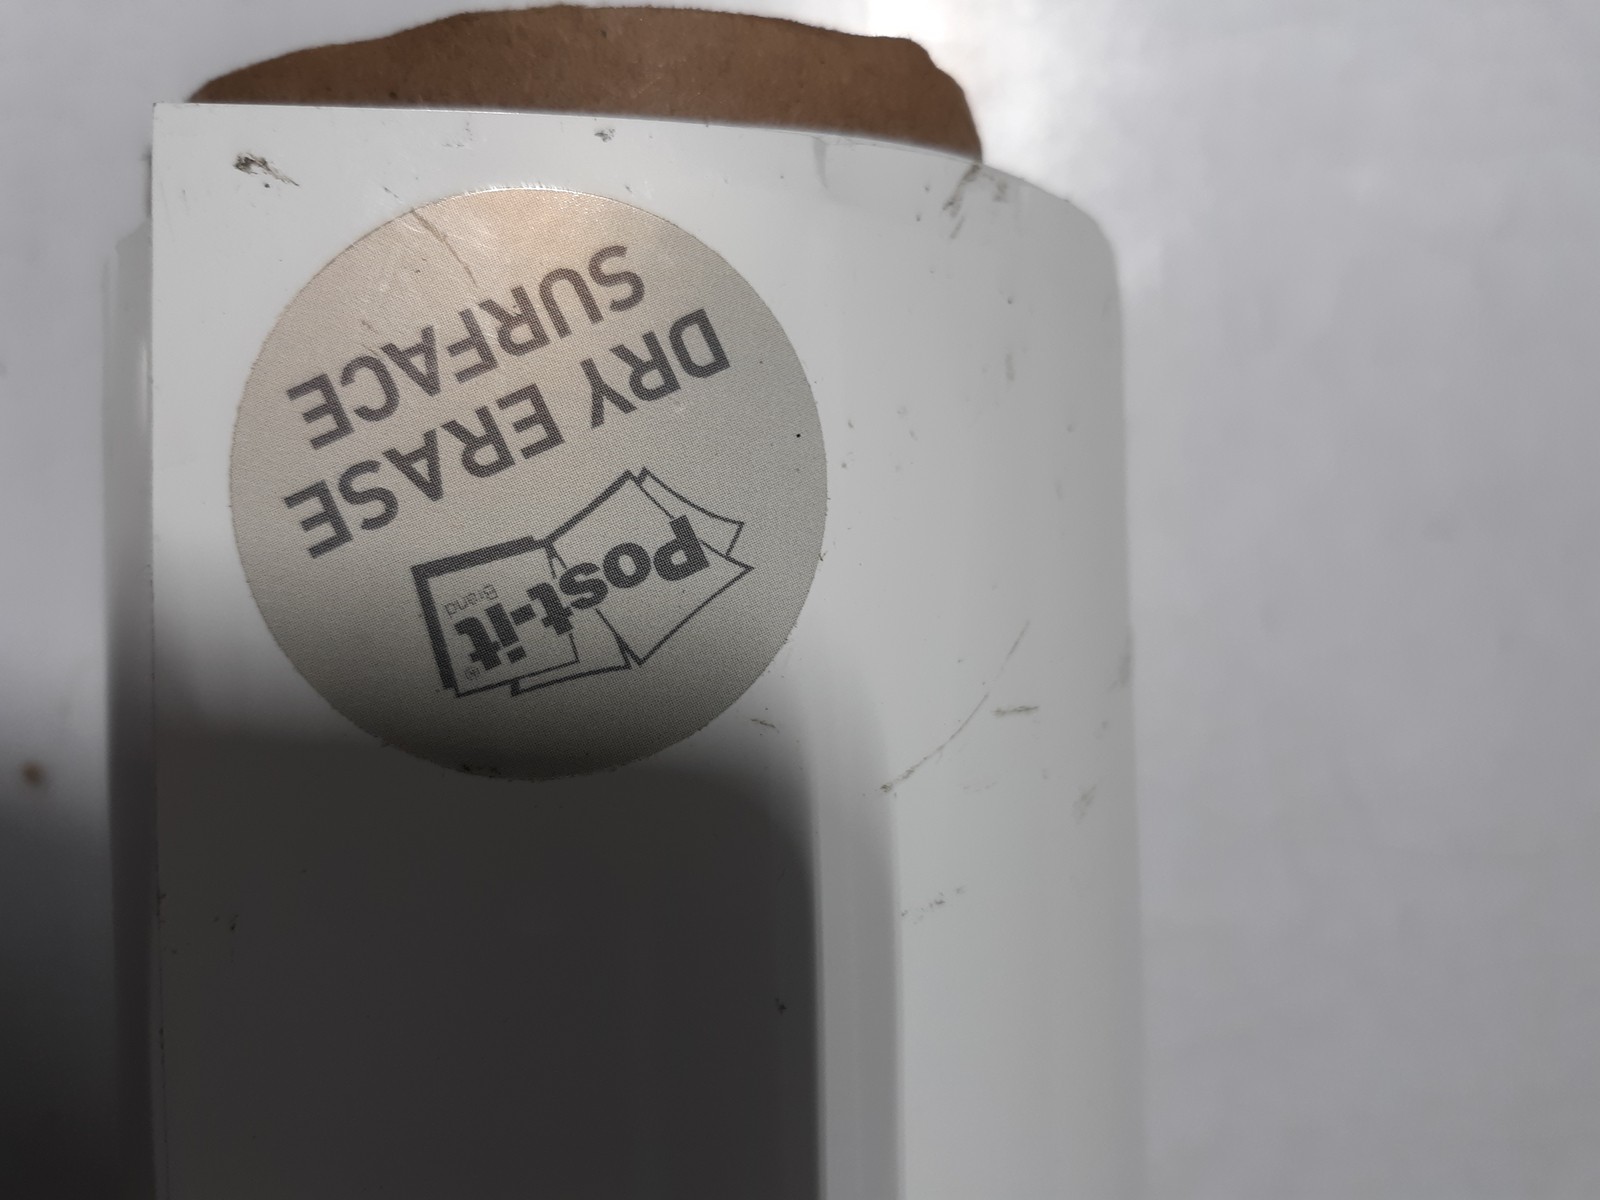 Post-it®
Brand
DRY ERASE
SURFACE